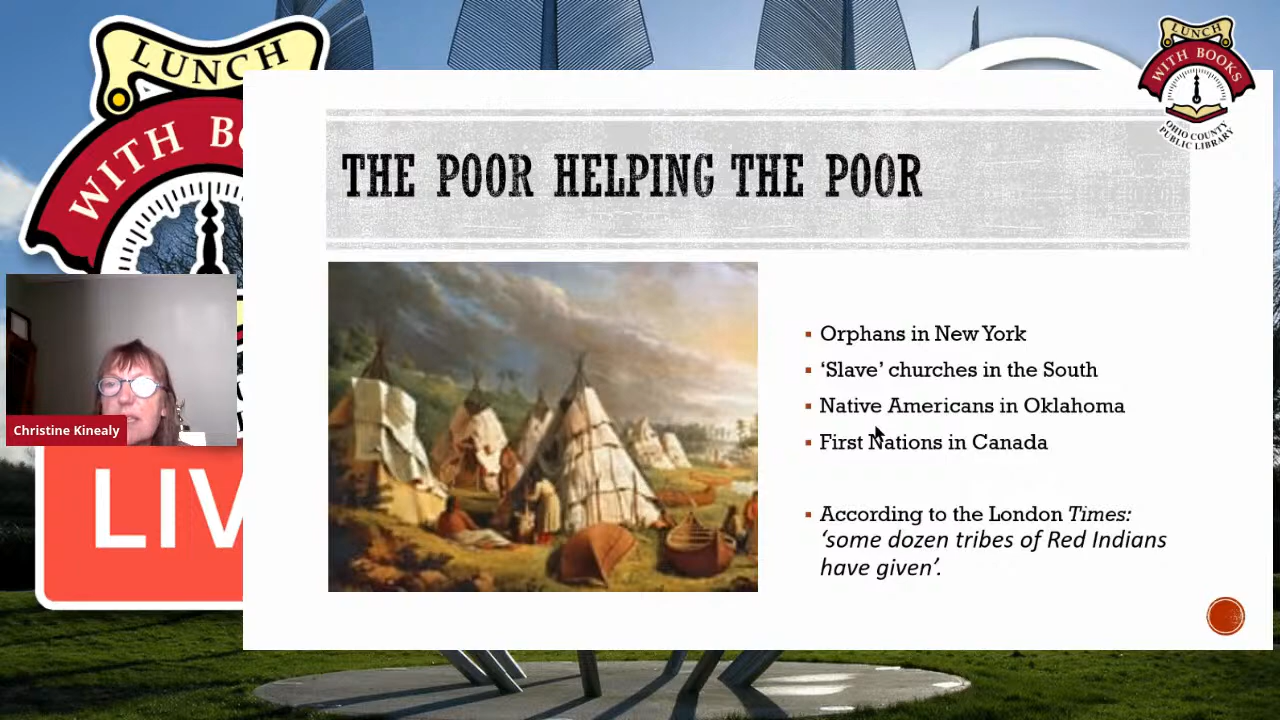 LUNCH
WITH BO
LIV
Christine Kinealy
LUNCH
WITH BOOKS
OHIO COUNTY
PUBLIC LIBRARY
THE POOR HELPING THE POOR
▪ Orphans in New York
▪ ‘Slave’ churches in the South
▪ Native Americans in Oklahoma
▪ First Nations in Canada
▪ According to the London Times:
‘some dozen tribes of Red Indians
have given’.